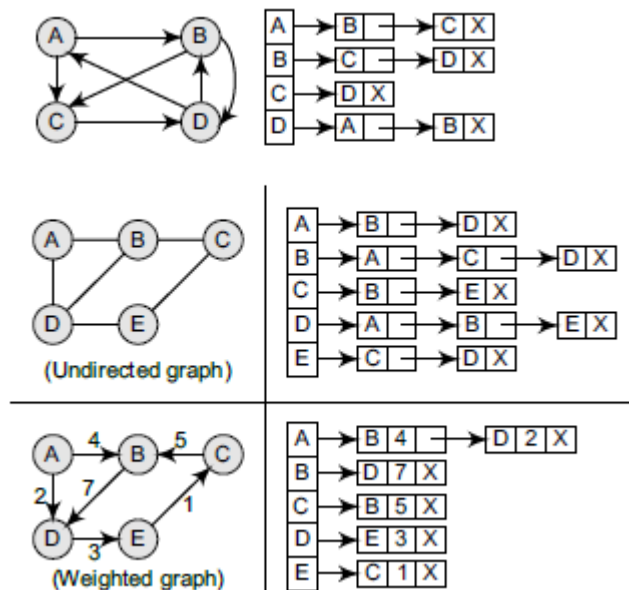 A B A B C X
B C D X
C D X
C D D A B X
A B C A B D X
B A C D X
C B E X
D E D A B E X
(Undirected graph) E C D X
A 4 B 5 C A B 4 D 2 X
2 7 1 B D 7 X
C B 5 X
D 3 E D E 3 X
(Weighted graph) E C 1 X